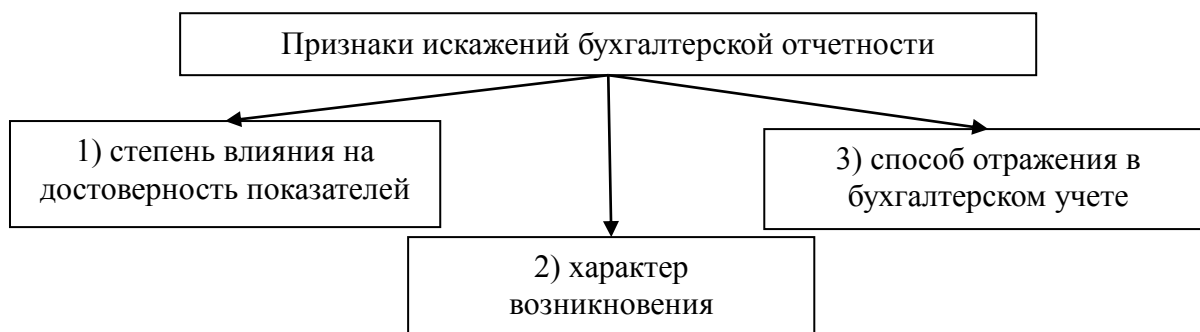 Признаки искажений бухгалтерской отчетности
1) степень влияния на
достоверность показателей
2) характер
возникновения
3) способ отражения в
бухгалтерском учете